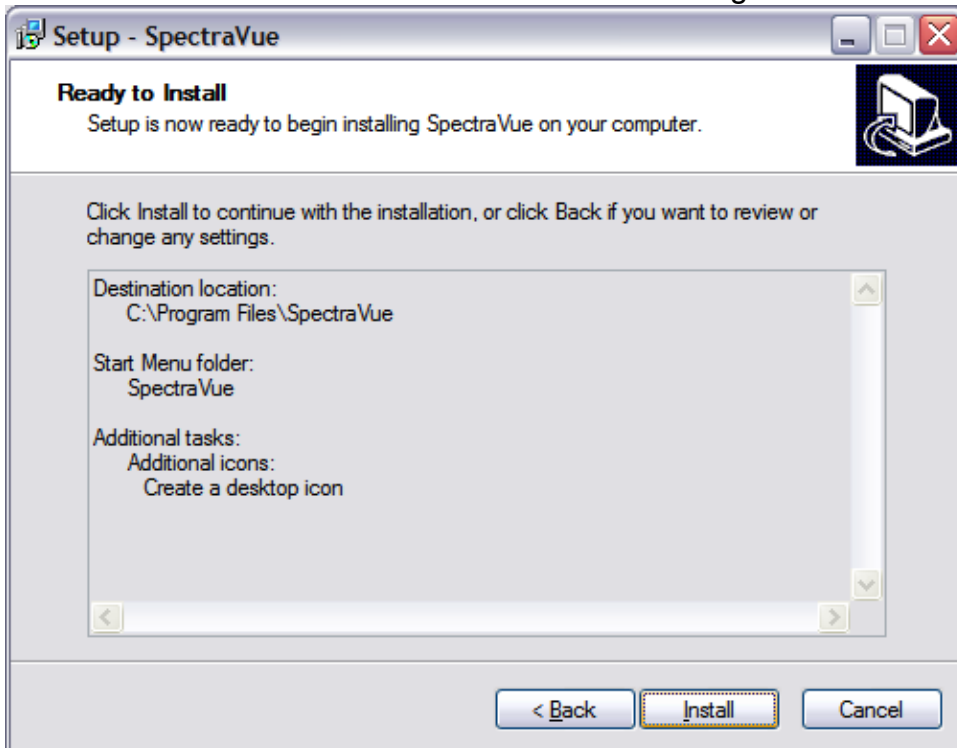 Setup - SpectraVue
Ready to Install
Setup is now ready to begin installing SpectraVue on your computer.
Click Install to continue with the installation, or click Back if you want to review or
change any settings.
Destination location:
C:\Program Files\SpectraVue
Start Menu folder:
SpectraVue
Additional tasks:
Additional icons:
Create a desktop icon
< Back
Install
Cancel